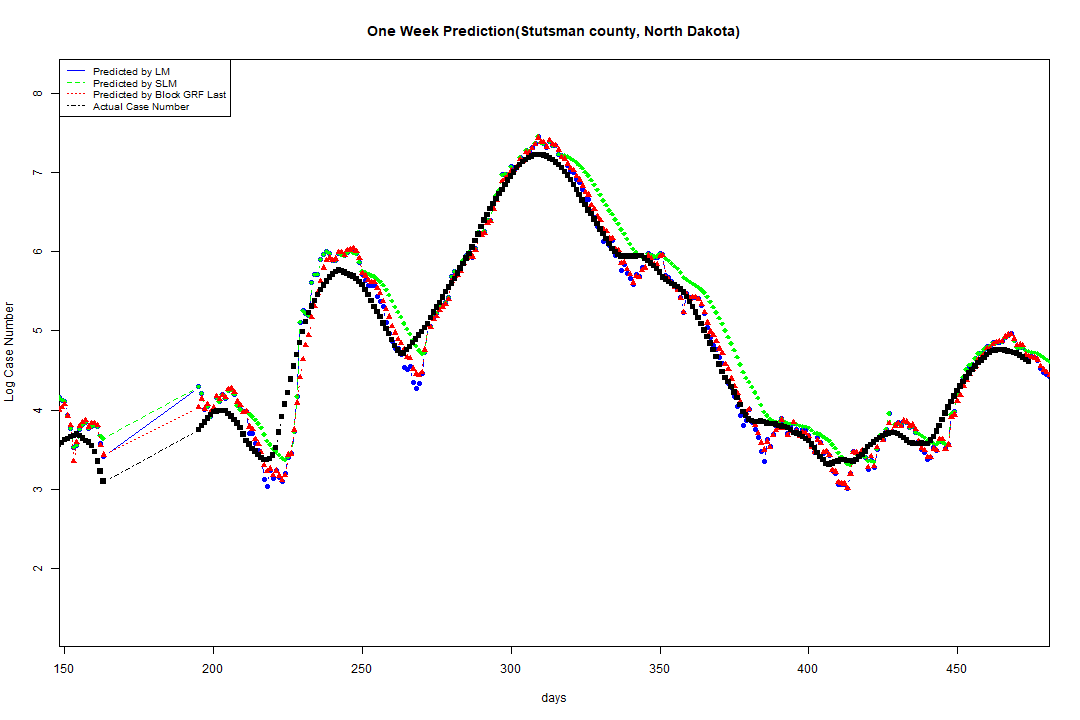 One Week Prediction(Stutsman county, North Dakota)
Predicted by LM
Predicted by SLM
Predicted by Block GRF Last
Actual Case Number
8
7
6
5
4
3
2
Log Case Number
150 200 250 300 350 400 450
days